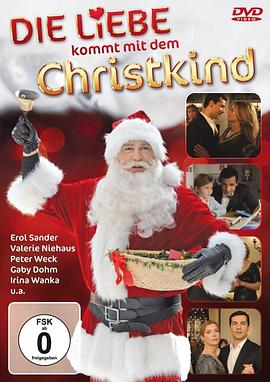 DIE LIEBE
kommt mit dem
Christkind
DVD
VIDEO
Erol Sander
Valerie Niehaus
Peter Weck
Gaby Dohm
Irina Wanka
u.a.
FSK
ab
0
freigegeben